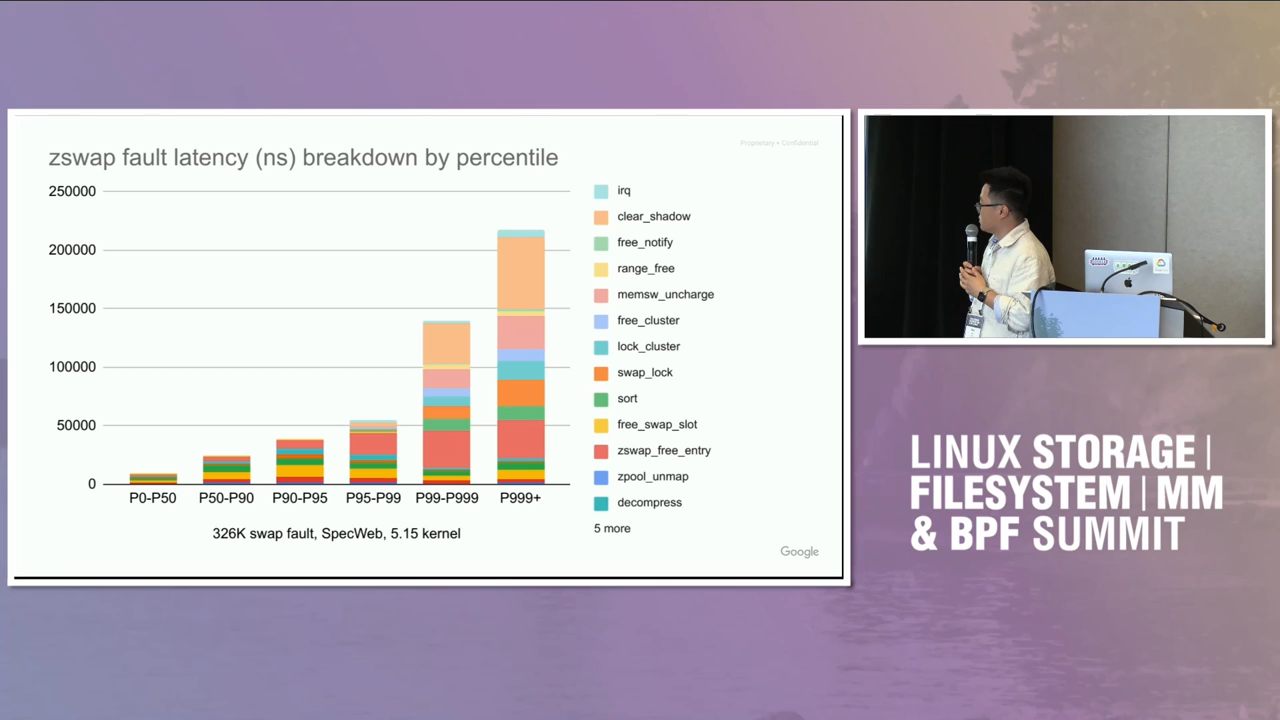 zswap fault latency (ns) breakdown by percentile
Proprietary + Confidential
250000
200000
150000
100000
50000
0
P0-P50
P50-P90
P90-P95
P95-P99
P99-P999
P999+
326K swap fault, SpecWeb, 5.15 kernel
irq
clear_shadow
free_notify
range_free
memsw_uncharge
free_cluster
lock_cluster
swap_lock
sort
free_swap_slot
zswap_free_entry
zpool_unmap
decompress
5 more
Google
LINUX STORAGE |
FILESYSTEM | MM
& BPF SUMMIT